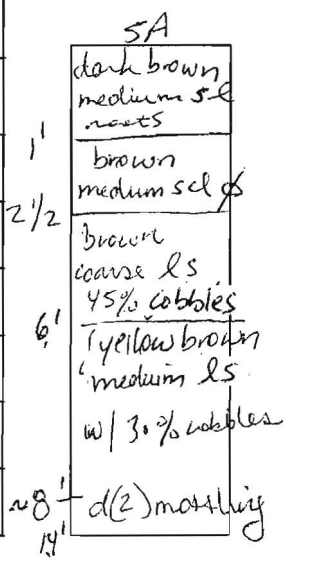 5A
dark brown
medium sl
roots
1'
brown
medium scl
2 1/2'
brown
coarse ls
45% cobbles
6'
yellow brown
medium ls
w/ 30% cobbles
~8' d(2) mottling
14'